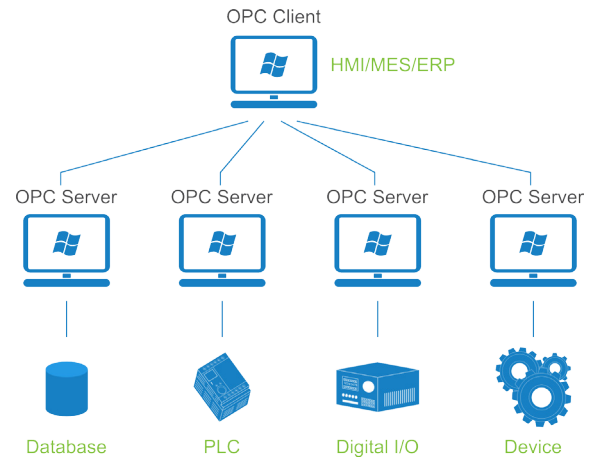 OPC Client
HMI/MES/ERP
OPC Server OPC Server OPC Server OPC Server
Database PLC Digital I/O Device